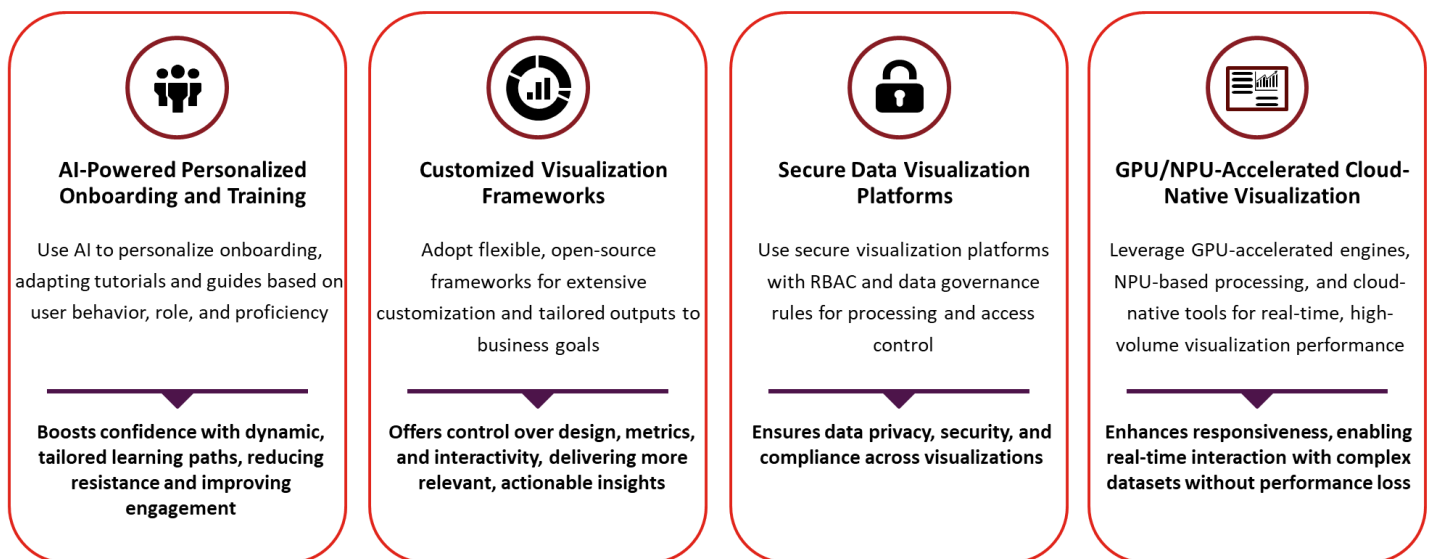 AI-Powered Personalized
Onboarding and Training
Use AI to personalize onboarding,
adapting tutorials and guides based on
user behavior, role, and proficiency
Boosts confidence with dynamic,
tailored learning paths, reducing
resistance and improving
engagement
Customized Visualization
Frameworks
Adopt flexible, open-source
frameworks for extensive
customization and tailored outputs to
business goals
Offers control over design, metrics,
and interactivity, delivering more
relevant, actionable insights
Secure Data Visualization
Platforms
Use secure visualization platforms
with RBAC and data governance
rules for processing and access
control
Ensures data privacy, security, and
compliance across visualizations
GPU/NPU-Accelerated Cloud-
Native Visualization
Leverage GPU-accelerated engines,
NPU-based processing, and cloud-
native tools for real-time, high-
volume visualization performance
Enhances responsiveness, enabling
real-time interaction with complex
datasets without performance loss